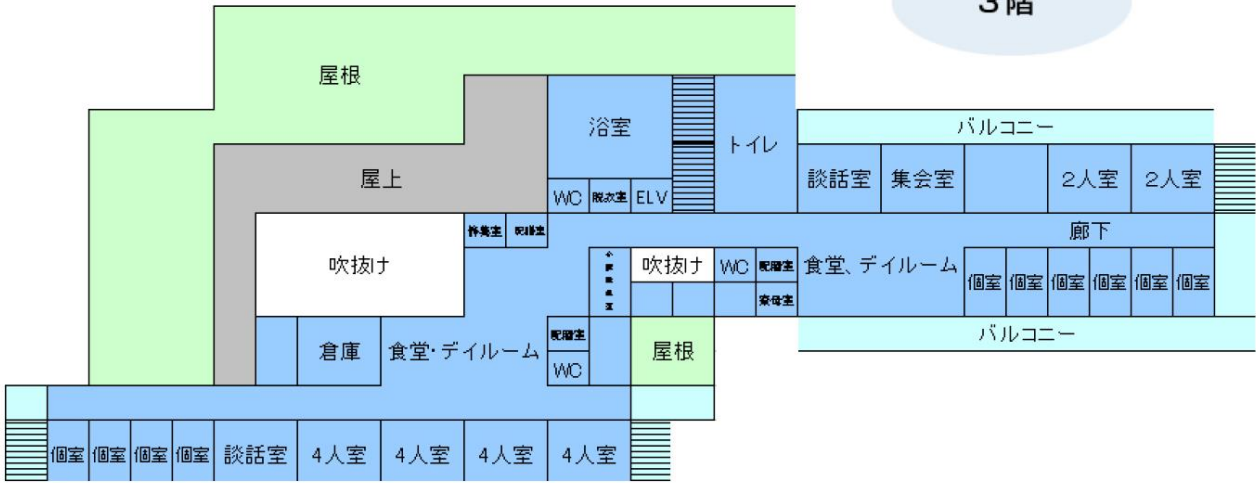 3階
屋根
浴室
トイレ
バルコニー
屋上
WC
脱衣室
ELV
談話室
集会室
2人室
2人室
吹抜け
配膳室
廊下
吹抜け
WC
配膳室
食堂、デイルーム
個室
個室
個室
個室
個室
個室
寮母室
倉庫
食堂・デイルーム
配膳室
WC
屋根
バルコニー
個室
個室
個室
個室
談話室
4人室
4人室
4人室
4人室